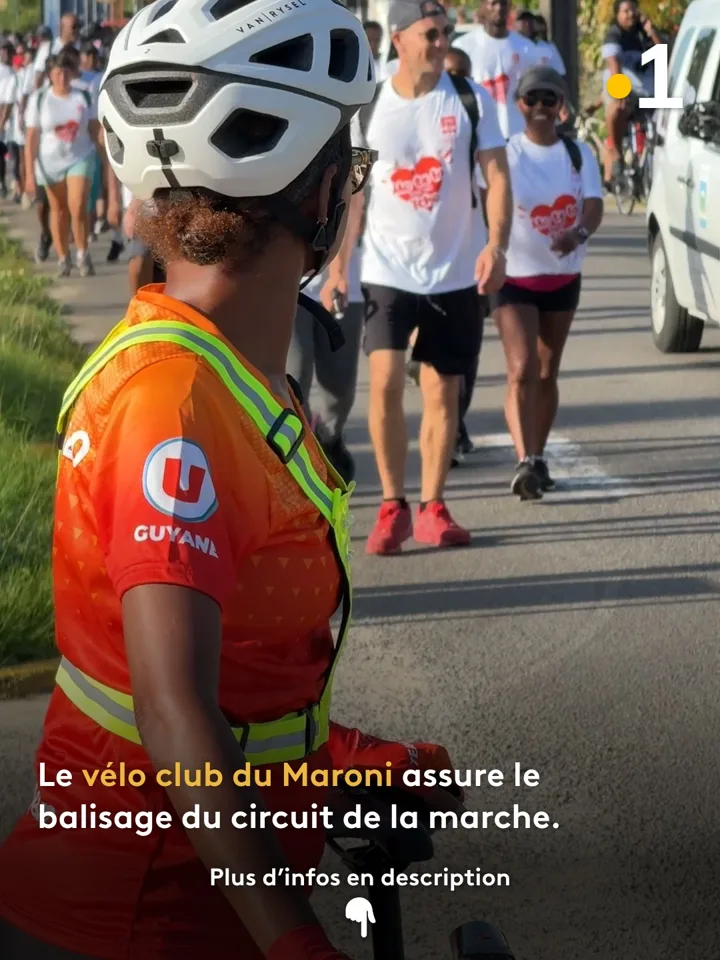 VAN RYSEL
1
U
GUYANE
Le vélo club du Maroni assure le
balisage du circuit de la marche.
Plus d'infos en description